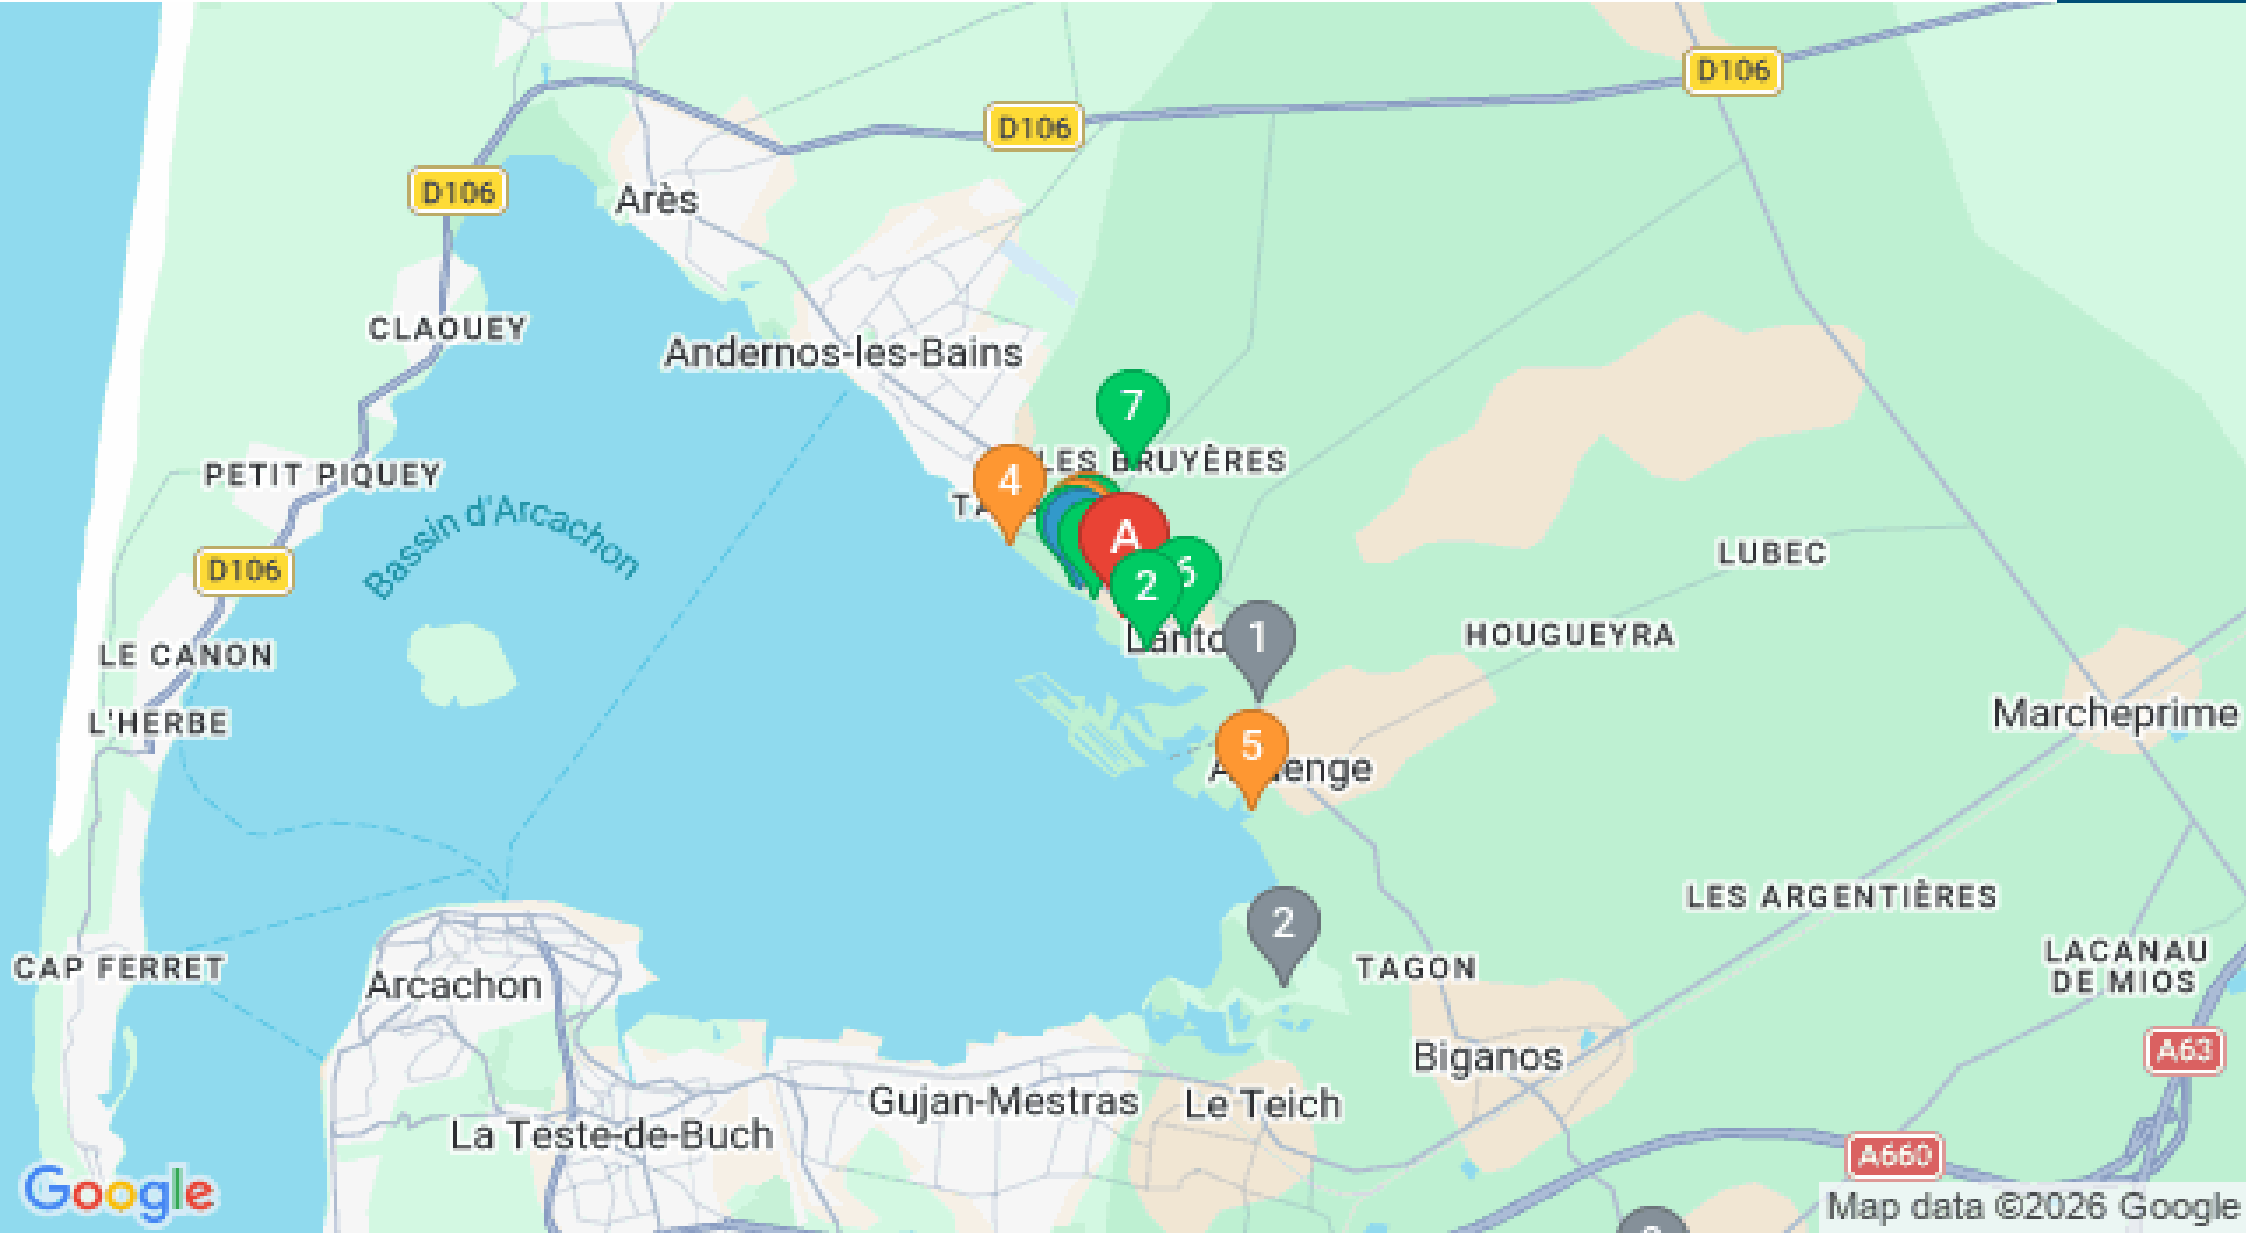 D106
D106
D106
Arès
CLAOUEY
Andernos-les-Bains
7
LES BRUYÈRES
PETIT PIQUEY
4
Bassin d'Arcachon
A
D106
2
LUBEC
1
HOUGUEYRA
LE CANON
L'HERBE
Marcheprime
5
2
LES ARGENTIÈRES
CAP FERRET
TAGON
LACANAU
DE MIOS
Arcachon
Biganos
A63
Gujan-Mestras
Le Teich
La Teste-de-Buch
A660
Google
Map data ©2026 Google